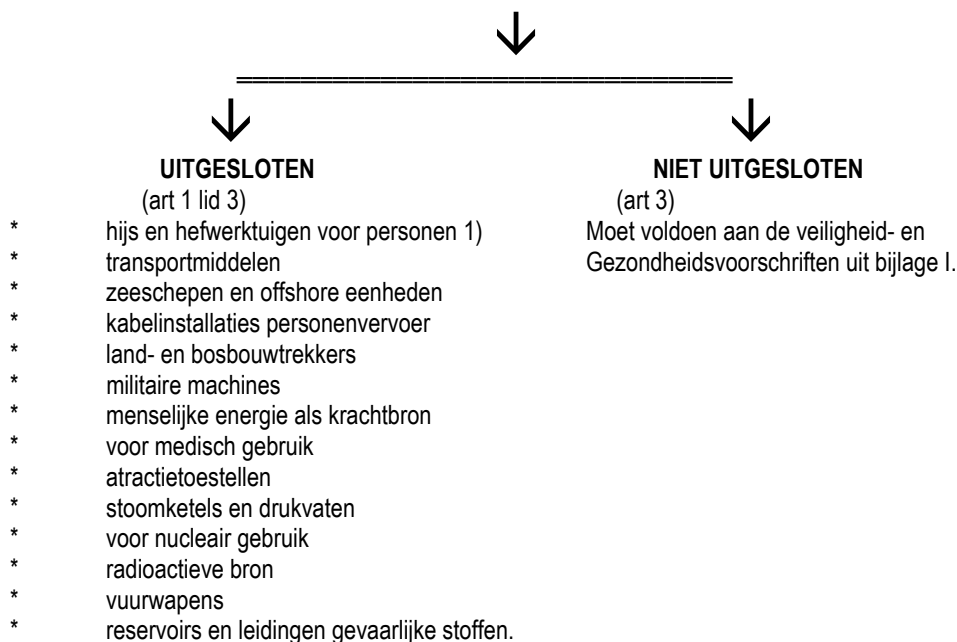 UITGESLOTEN
(art 1 lid 3)
* hijs en hefwerktuigen voor personen 1)
* transportmiddelen
* zeeschepen en offshore eenheden
* kabelinstallaties personenvervoer
* land- en bosbouwtrekkers
* militaire machines
* menselijke energie als krachtbron
* voor medisch gebruik
* atractietoestellen
* stoomketels en drukvaten
* voor nucleair gebruik
* radioactieve bron
* vuurwapens
* reservoirs en leidingen gevaarlijke stoffen.
NIET UITGESLOTEN
(art 3)
Moet voldoen aan de veiligheid- en
Gezondheidsvoorschriften uit bijlage I.